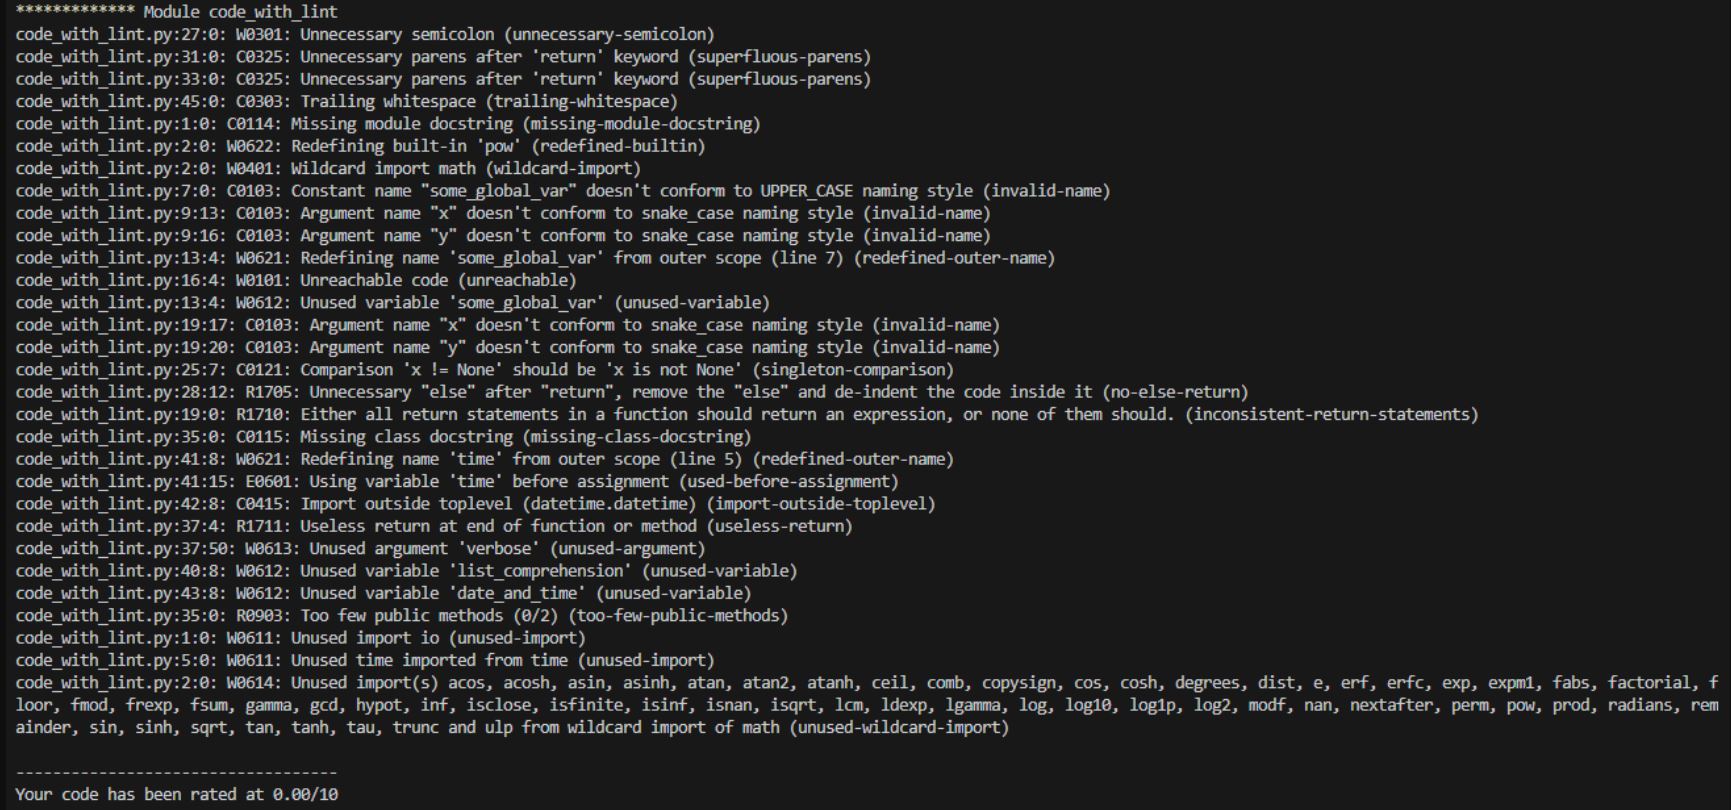 ************* Module code_with_lint
code_with_lint.py:27:0: W0301: Unnecessary semicolon (unnecessary-semicolon)
code_with_lint.py:31:0: C0325: Unnecessary parens after 'return' keyword (superfluous-parens)
code_with_lint.py:33:0: C0325: Unnecessary parens after 'return' keyword (superfluous-parens)
code_with_lint.py:45:0: C0303: Trailing whitespace (trailing-whitespace)
code_with_lint.py:1:0: C0114: Missing module docstring (missing-module-docstring)
code_with_lint.py:2:0: W0622: Redefining built-in 'pow' (redefined-builtin)
code_with_lint.py:2:0: W0401: Wildcard import math (wildcard-import)
code_with_lint.py:7:0: C0103: Constant name "some_global_var" doesn't conform to UPPER_CASE naming style (invalid-name)
code_with_lint.py:9:13: C0103: Argument name "x" doesn't conform to snake_case naming style (invalid-name)
code_with_lint.py:9:16: C0103: Argument name "y" doesn't conform to snake_case naming style (invalid-name)
code_with_lint.py:13:4: W0621: Redefining name 'some_global_var' from outer scope (line 7) (redefined-outer-name)
code_with_lint.py:16:4: W0101: Unreachable code (unreachable)
code_with_lint.py:13:4: W0612: Unused variable 'some_global_var' (unused-variable)
code_with_lint.py:19:17: C0103: Argument name "x" doesn't conform to snake_case naming style (invalid-name)
code_with_lint.py:19:20: C0103: Argument name "y" doesn't conform to snake_case naming style (invalid-name)
code_with_lint.py:25:7: C0121: Comparison 'x != None' should be 'x is not None' (singleton-comparison)
code_with_lint.py:28:12: R1705: Unnecessary "else" after "return", remove the "else" and de-indent the code inside it (no-else-return)
code_with_lint.py:19:0: R1710: Either all return statements in a function should return an expression, or none of them should. (inconsistent-return-statements)
code_with_lint.py:35:0: C0115: Missing class docstring (missing-class-docstring)
code_with_lint.py:41:8: W0621: Redefining name 'time' from outer scope (line 5) (redefined-outer-name)
code_with_lint.py:41:15: E0601: Using variable 'time' before assignment (used-before-assignment)
code_with_lint.py:42:8: C0415: Import outside toplevel (datetime.datetime) (import-outside-toplevel)
code_with_lint.py:37:4: R1711: Useless return at end of function or method (useless-return)
code_with_lint.py:37:50: W0613: Unused argument 'verbose' (unused-argument)
code_with_lint.py:40:8: W0612: Unused variable 'list_comprehension' (unused-variable)
code_with_lint.py:43:8: W0612: Unused variable 'date_and_time' (unused-variable)
code_with_lint.py:35:0: R0903: Too few public methods (0/2) (too-few-public-methods)
code_with_lint.py:1:0: W0611: Unused import io (unused-import)
code_with_lint.py:5:0: W0611: Unused time imported from time (unused-import)
code_with_lint.py:2:0: W0614: Unused import(s) acos, acosh, asin, asinh, atan, atan2, atanh, ceil, comb, copysign, cos, cosh, degrees, dist, e, erf, erfc, exp, expm1, fabs, factorial, f
loor, fmod, frexp, fsum, gamma, gcd, hypot, inf, isclose, isfinite, isinf, isnan, isqrt, lcm, ldexp, lgamma, log, log10, log1p, log2, modf, nan, nextafter, perm, pow, prod, radians, rem
ainder, sin, sinh, sqrt, tan, tanh, tau, trunc and ulp from wildcard import of math (unused-wildcard-import)
-----------------------------------
Your code has been rated at 0.00/10